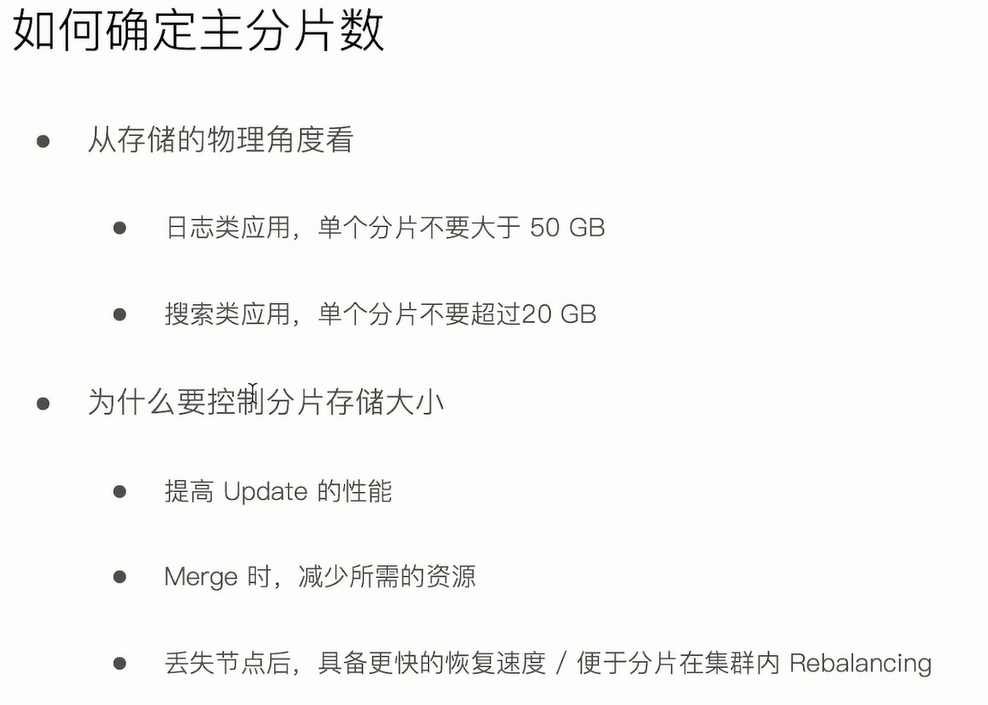 如何确定主分片数
● 从存储的物理角度看
● 日志类应用，单个分片不要大于 50 GB
● 搜索类应用，单个分片不要超过20 GB
● 为什么要控制分片存储大小
● 提高 Update 的性能
● Merge 时，减少所需的资源
● 丢失节点后，具备更快的恢复速度 / 便于分片在集群内 Rebalancing